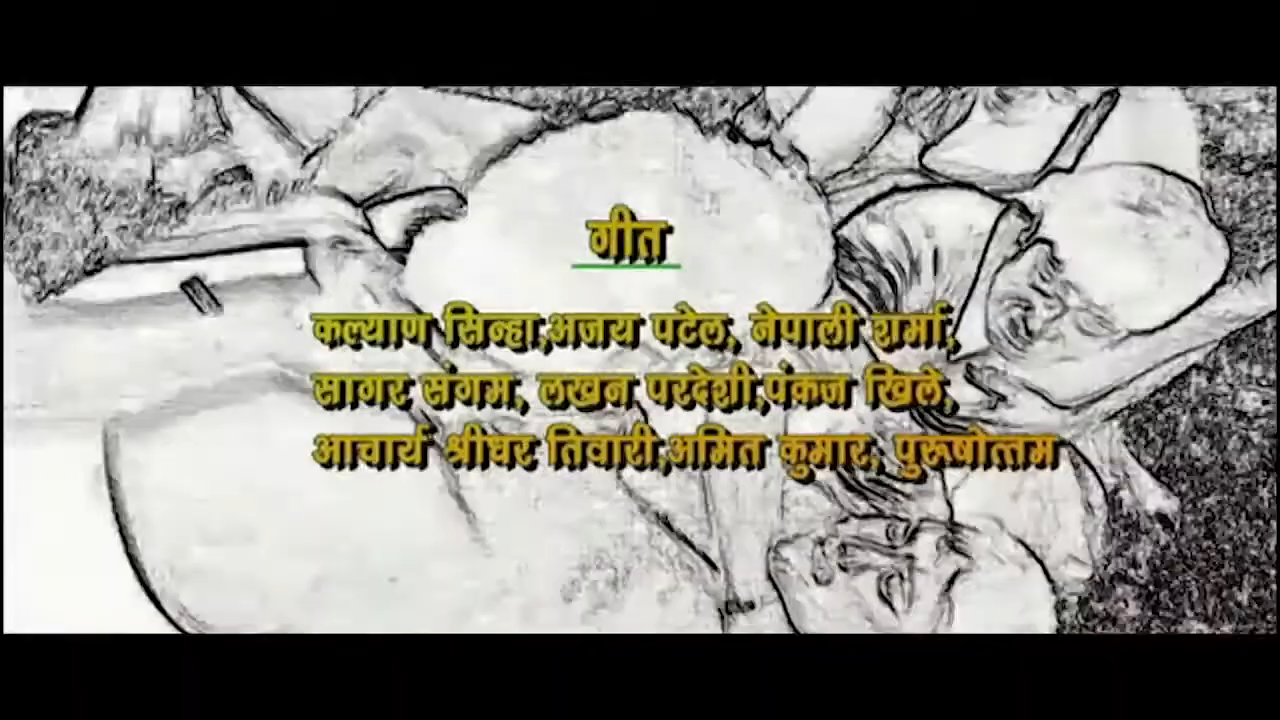 गीत
कल्याण सिन्हा,अजय पटेल, नेपाली शर्मा,
सागर संगम, लखन परदेशी,पंकज खिले,
आचार्य श्रीधर तिवारी,अमित कुमार, पुरूषोत्तम